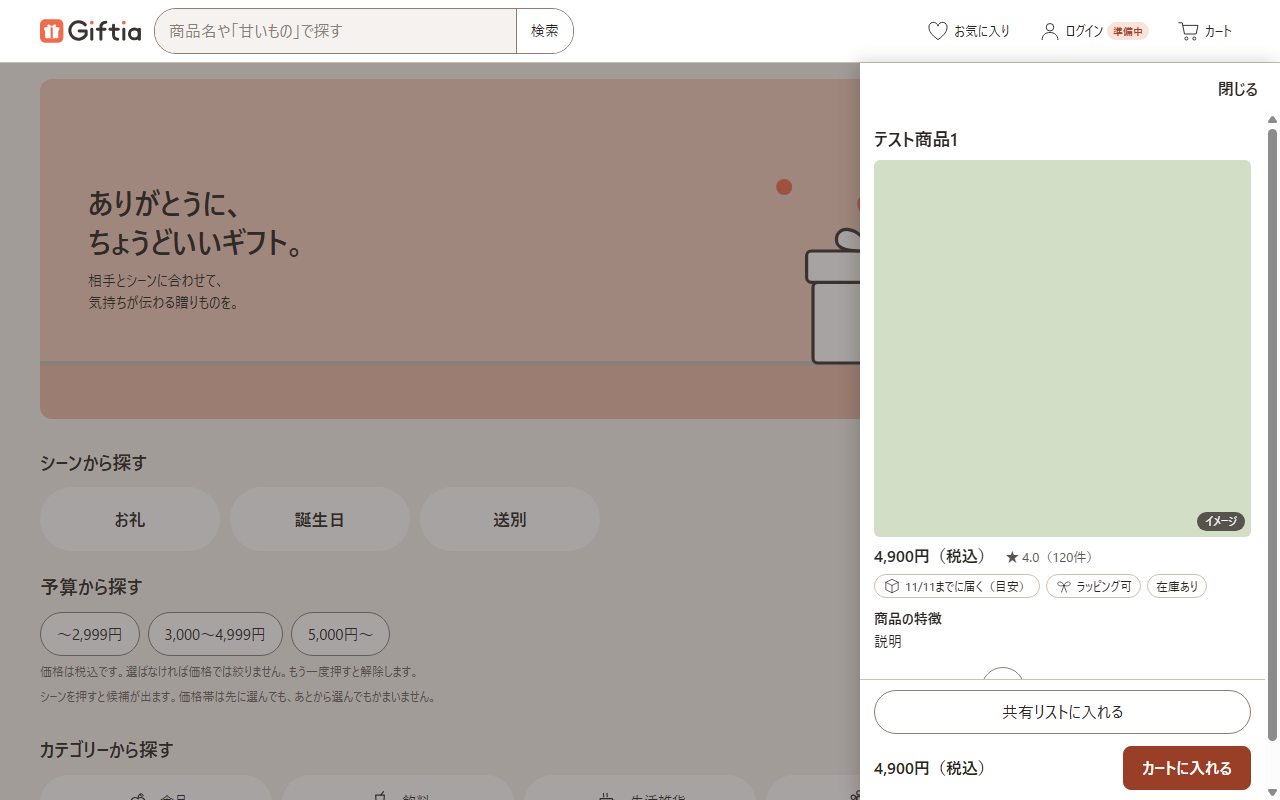 Giftia
商品名や「甘いもの」で探す
検索
お気に入り
ログイン 準備中
カート
ありがとうに、
ちょうどいいギフト。
相手とシーンに合わせて、
気持ちが伝わる贈りものを。
シーンから探す
お礼
誕生日
送別
予算から探す
～2,999円
3,000～4,999円
5,000円～
価格は税込です。選ばなければ価格では絞りません。もう一度押すと解除します。
シーンを押すと候補が出ます。価格帯は先に選んでも、あとから選んでもかまいません。
カテゴリーから探す
食品
飲料
生活雑貨
閉じる
テスト商品1
イメージ
4,900円（税込） ★ 4.0（120件）
11/11までに届く（目安）
ラッピング可
在庫あり
商品の特徴
説明
共有リストに入れる
4,900円（税込）
カートに入れる